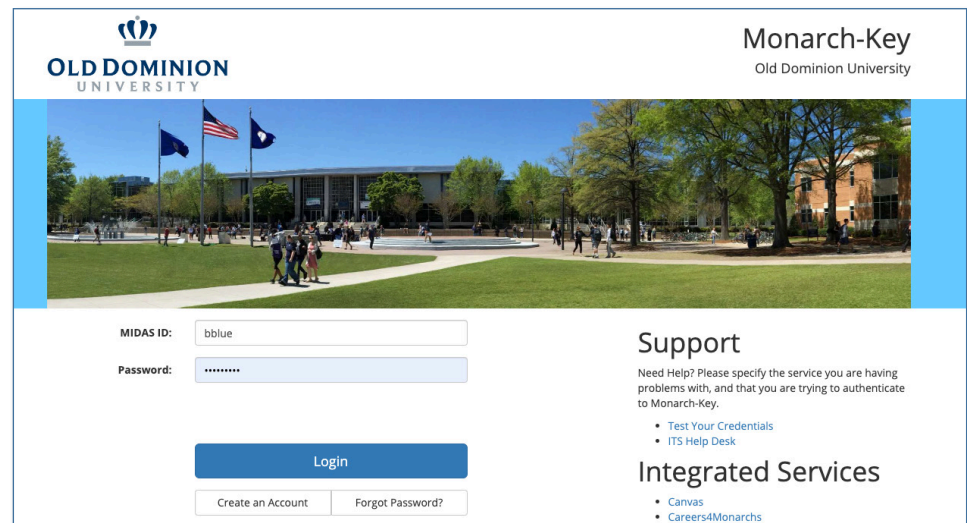 OLD DOMINION
UNIVERSITY
Monarch-Key
Old Dominion University
MIDAS ID:
bblue
Password:
•••••••••
Login
Create an Account
Forgot Password?
Support
Need Help? Please specify the service you are having
problems with, and that you are trying to authenticate
to Monarch-Key.
• Test Your Credentials
• ITS Help Desk
Integrated Services
• Canvas
• Careers4Monarchs